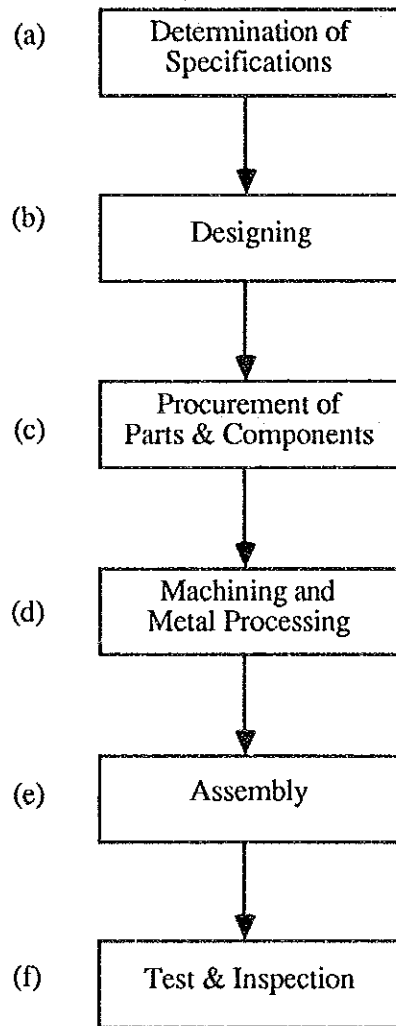 (a)
Determination of
Specifications
(b)
Designing
(c)
Procurement of
Parts & Components
(d)
Machining and
Metal Processing
(e)
Assembly
(f)
Test & Inspection